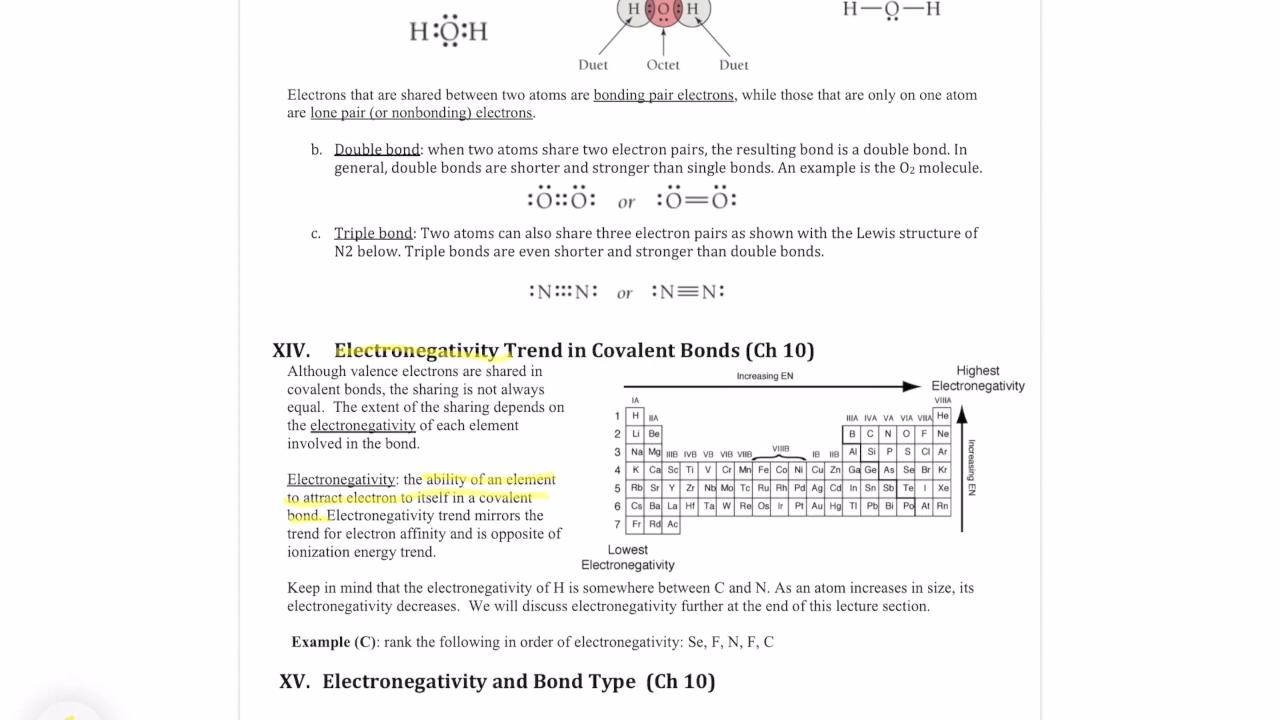 H:Ö:H
H O H
H—O—H
Duet Octet Duet
Electrons that are shared between two atoms are bonding pair electrons, while those that are only on one atom
are lone pair (or nonbonding) electrons.
b. Double bond: when two atoms share two electron pairs, the resulting bond is a double bond. In
general, double bonds are shorter and stronger than single bonds. An example is the O₂ molecule.
:Ö::Ö: or :Ö=Ö:
c. Triple bond: Two atoms can also share three electron pairs as shown with the Lewis structure of
N2 below. Triple bonds are even shorter and stronger than double bonds.
:N:::N: or :N≡N:
XIV. Electronegativity Trend in Covalent Bonds (Ch 10)
Although valence electrons are shared in
covalent bonds, the sharing is not always
equal. The extent of the sharing depends on
the electronegativity of each element
involved in the bond.
Electronegativity: the ability of an element
to attract electron to itself in a covalent
bond. Electronegativity trend mirrors the
trend for electron affinity and is opposite of
ionization energy trend.
Increasing EN
Highest
Electronegativity
IA VIIIA
1 H IIA IIIA IVA VA VIA VIIA He
2 Li Be B C N O F Ne
3 Na Mg IIIB IVB VB VIB VIIB VIIIB IB IIB Al Si P S Cl Ar
4 K Ca Sc Ti V Cr Mn Fe Co Ni Cu Zn Ga Ge As Se Br Kr
5 Rb Sr Y Zr Nb Mo Tc Ru Rh Pd Ag Cd In Sn Sb Te I Xe
6 Cs Ba La Hf Ta W Re Os Ir Pt Au Hg Tl Pb Bi Po At Rn
7 Fr Rd Ac
Increasing EN
Lowest
Electronegativity
Keep in mind that the electronegativity of H is somewhere between C and N. As an atom increases in size, its
electronegativity decreases. We will discuss electronegativity further at the end of this lecture section.
Example (C): rank the following in order of electronegativity: Se, F, N, F, C
XV. Electronegativity and Bond Type (Ch 10)